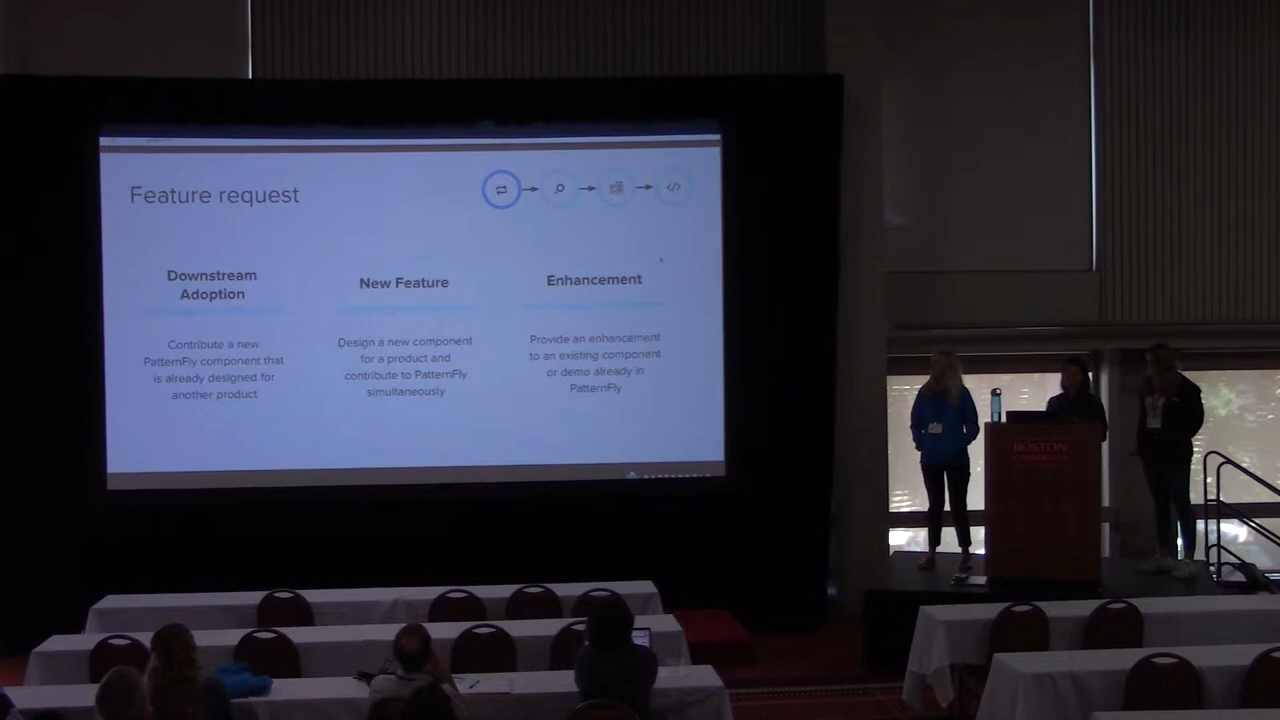 Feature request
Downstream
Adoption
Contribute a new
PatternFly component that
is already designed for
another product
New Feature
Design a new component
for a product and
contribute to PatternFly
simultaneously
Enhancement
Provide an enhancement
to an existing component
or demo already in
PatternFly
BOSTON